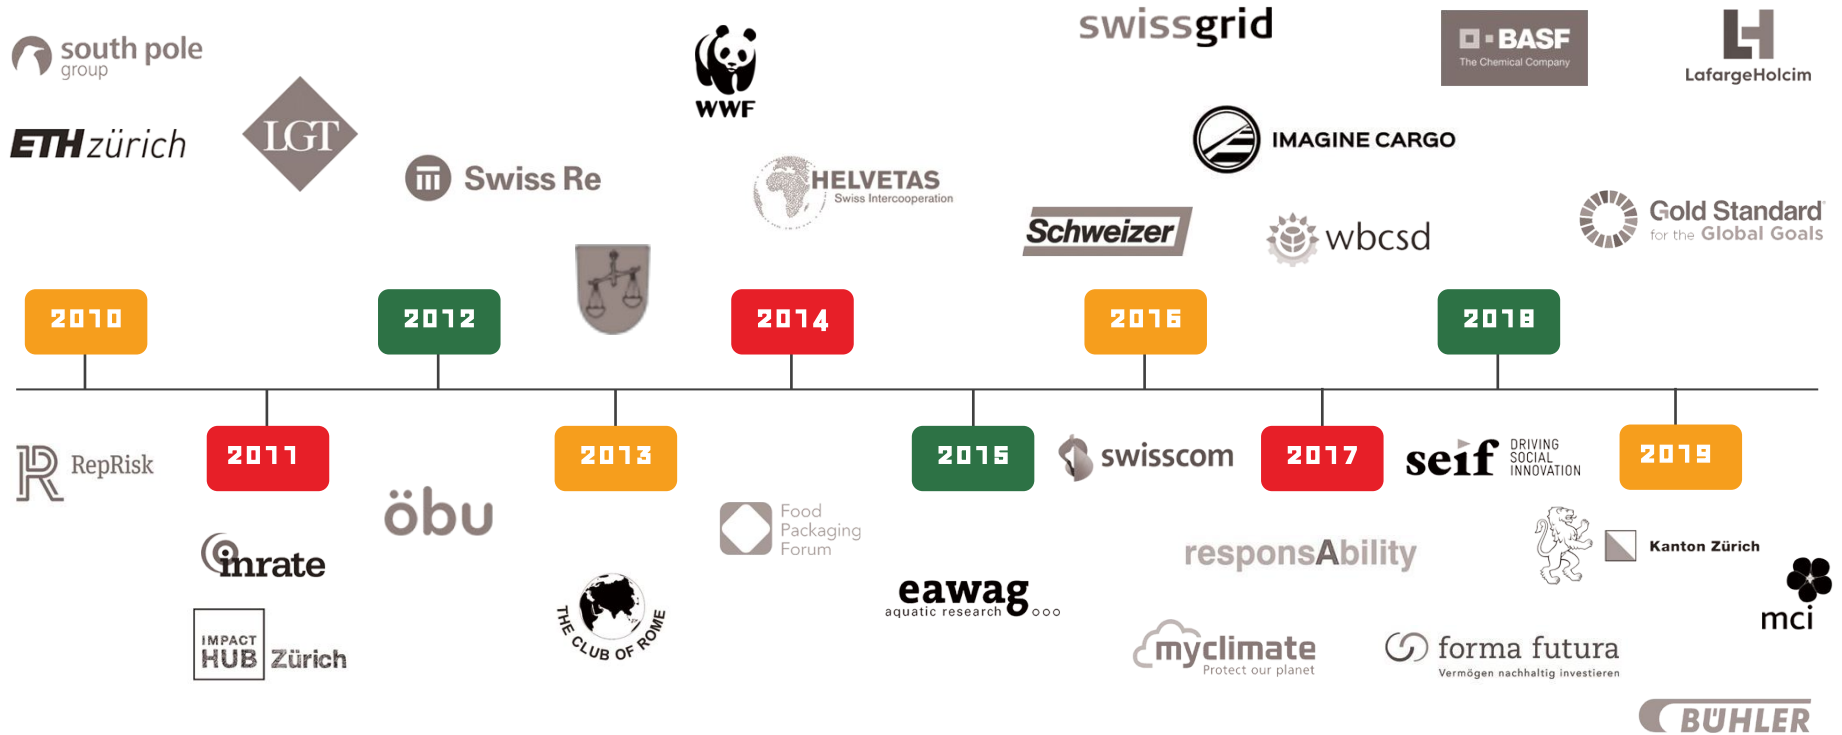 south pole
group
ETH zürich
LGT
Swiss Re
WWF
HELVETAS
Swiss Intercooperation
swissgrid
IMAGINE CARGO
Schweizer
wbcsd
BASF
The Chemical Company
LafargeHolcim
Gold Standard
for the Global Goals
2010
2012
2014
2016
2018
2011
2013
2015
2017
2019
RepRisk
inrate
IMPACT
HUB Zürich
öbu
THE CLUB OF ROME
Food
Packaging
Forum
eawag
aquatic research
swisscom
responsAbility
myclimate
Protect our planet
seif
DRIVING
SOCIAL
INNOVATION
Kanton Zürich
forma futura
Vermögen nachhaltig investieren
mci
BÜHLER